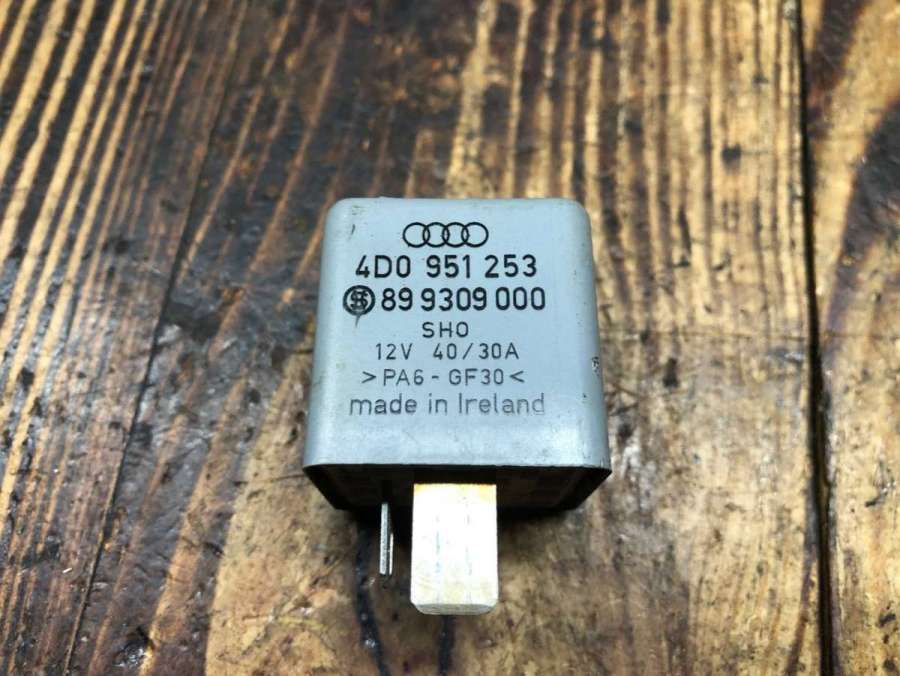 4D0 951 253
89 9309 000
SHO
12V 40/30A
>PA6-GF30<
made in Ireland